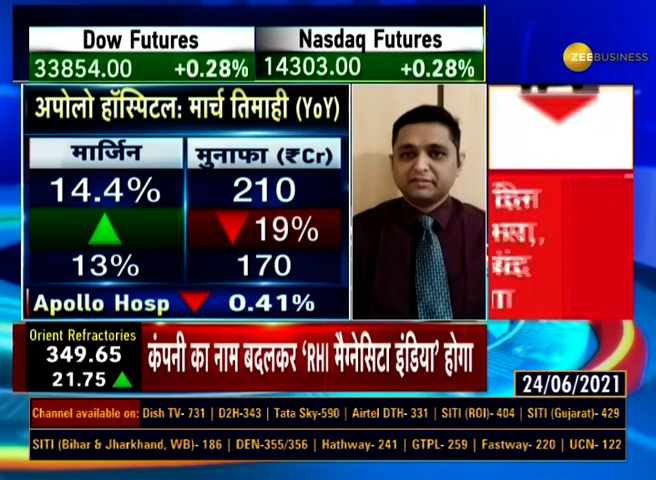 Dow Futures
33854.00 +0.28%
Nasdaq Futures
14303.00 +0.28%
ZEE BUSINESS
अपोलो हॉस्पिटल: मार्च तिमाही (YoY)
मार्जिन
मुनाफा (₹Cr)
14.4%
210
19%
13%
170
Apollo Hosp 0.41%
Orient Refractories
349.65
21.75
कंपनी का नाम बदलकर ‘RHI मैग्नेसिटा इंडिया’ होगा
24/06/2021
Channel available on: Dish TV- 731 | D2H-343 | Tata Sky-590 | Airtel DTH- 331 | SITI (ROI)- 404 | SITI (Gujarat)- 429
SITI (Bihar & Jharkhand, WB)- 186 | DEN-355/356 | Hathway- 241 | GTPL- 259 | Fastway- 220 | UCN- 122